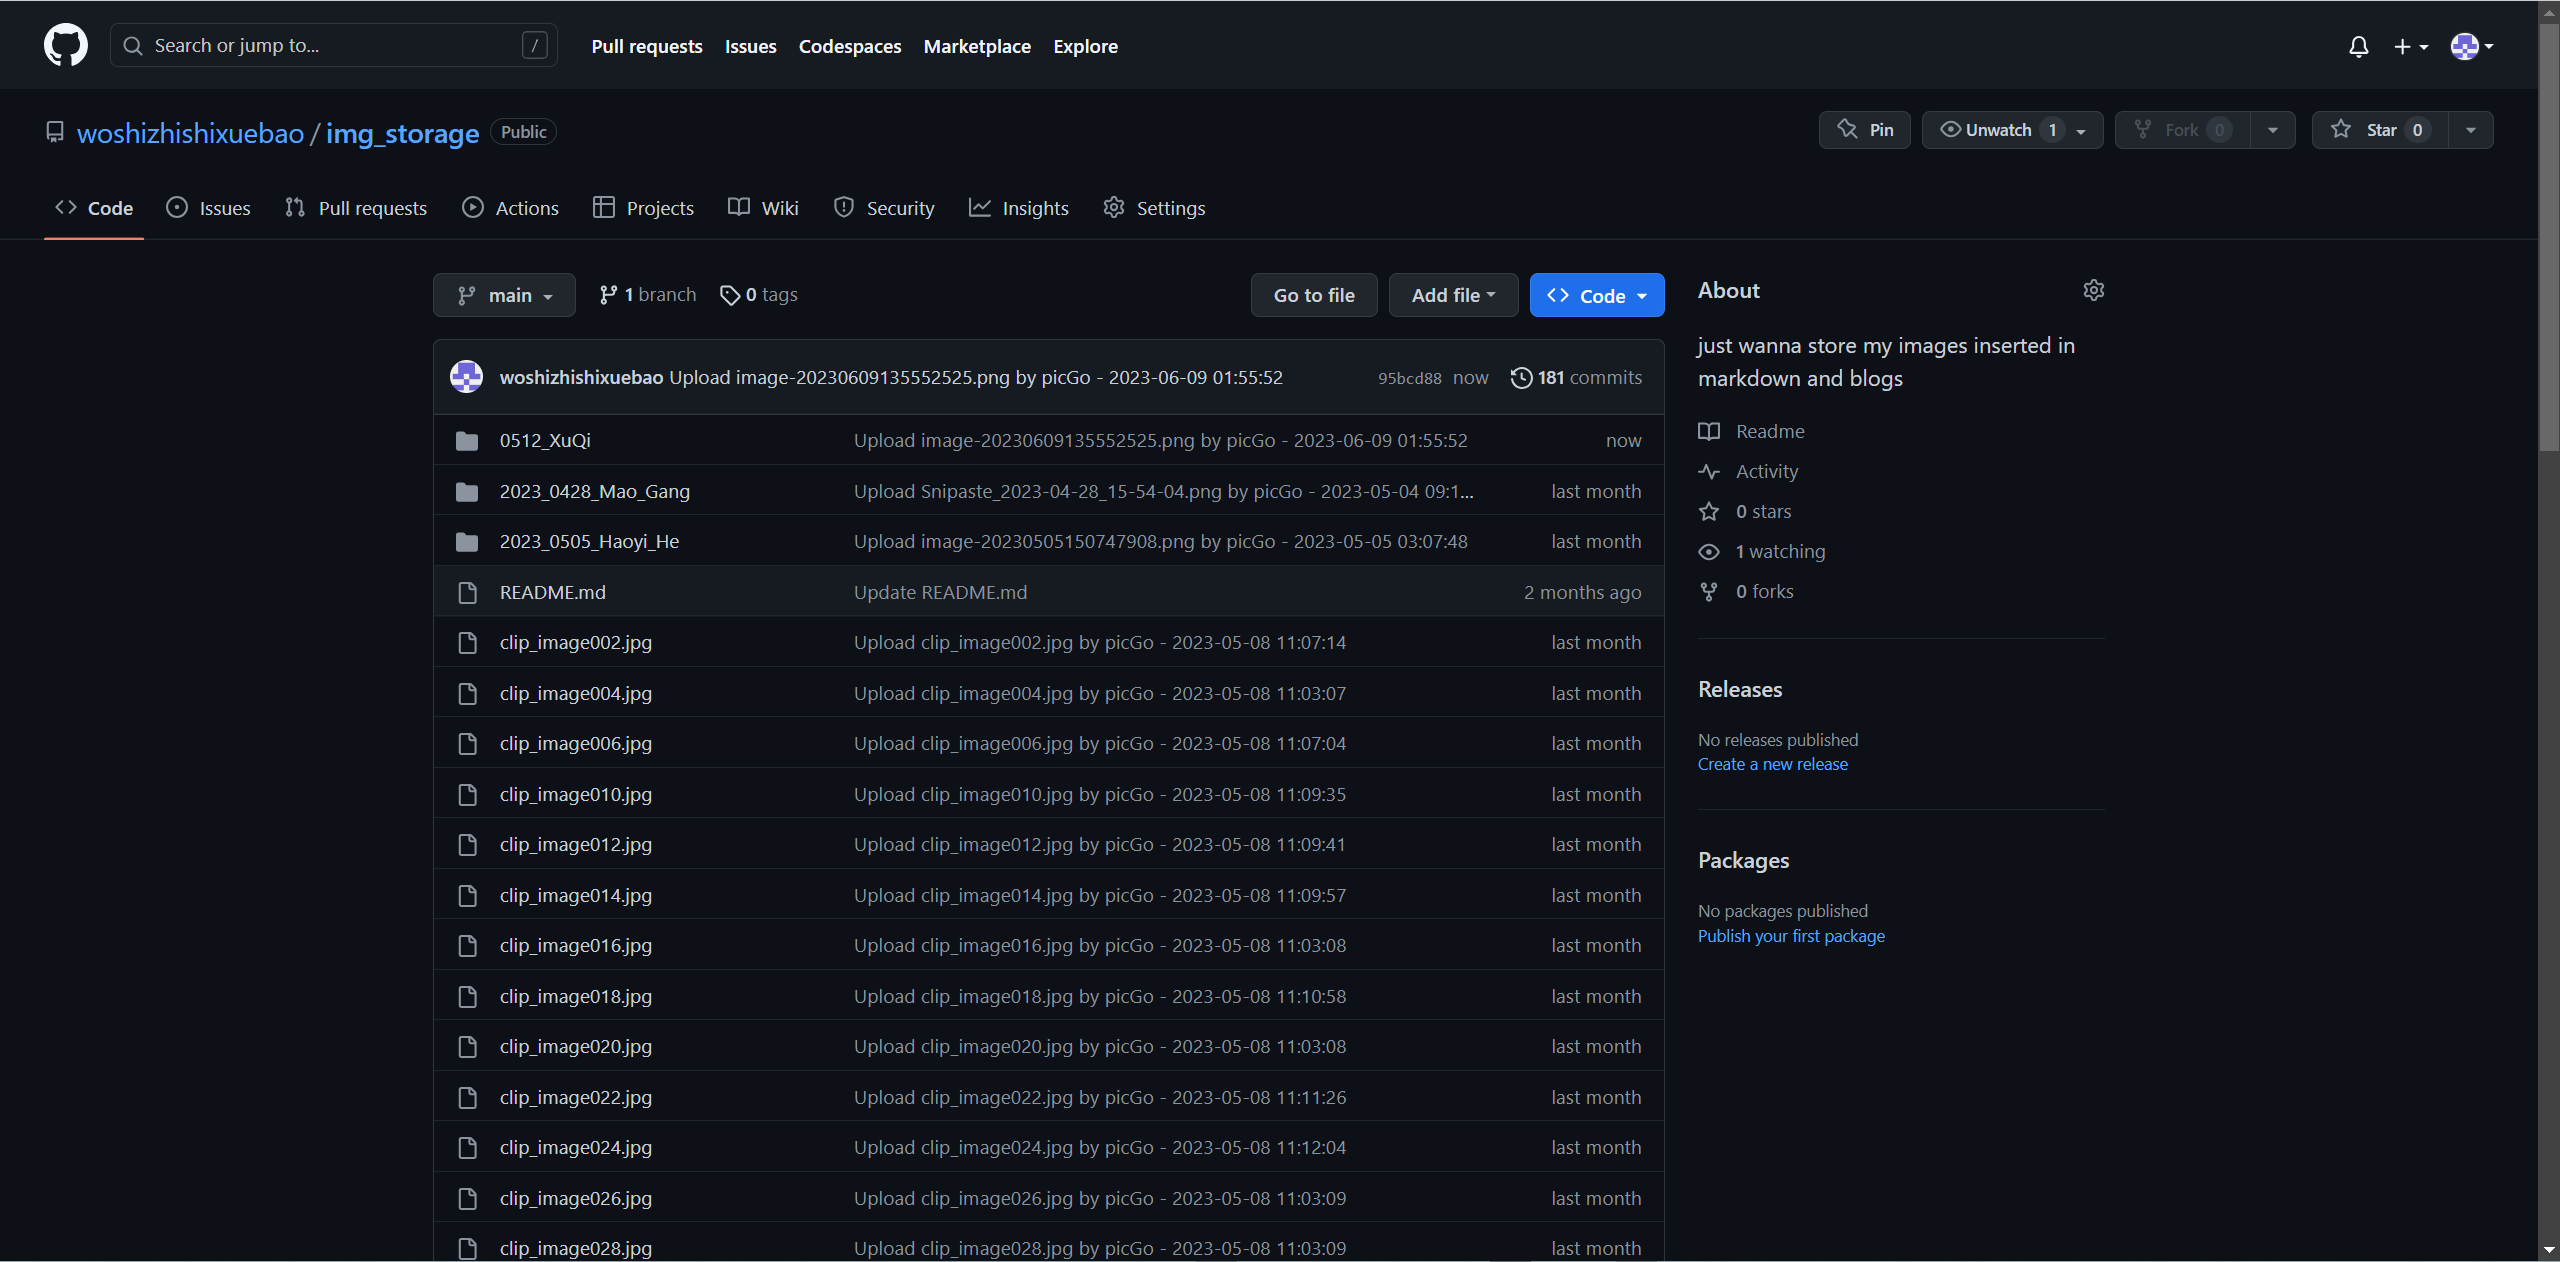 Search or jump to...
/
Pull requests Issues Codespaces Marketplace Explore
woshizhishixuebao / img_storage Public
Pin
Unwatch 1
Fork 0
Star 0
Code Issues Pull requests Actions Projects Wiki Security Insights Settings
main 1 branch 0 tags
Go to file Add file Code
woshizhishixuebao Upload image-20230609135552525.png by picGo - 2023-06-09 01:55:52 95bcd88 now 181 commits
0512_XuQi Upload image-20230609135552525.png by picGo - 2023-06-09 01:55:52 now
2023_0428_Mao_Gang Upload Snipaste_2023-04-28_15-54-04.png by picGo - 2023-05-04 09:1... last month
2023_0505_Haoyi_He Upload image-20230505150747908.png by picGo - 2023-05-05 03:07:48 last month
README.md Update README.md 2 months ago
clip_image002.jpg Upload clip_image002.jpg by picGo - 2023-05-08 11:07:14 last month
clip_image004.jpg Upload clip_image004.jpg by picGo - 2023-05-08 11:03:07 last month
clip_image006.jpg Upload clip_image006.jpg by picGo - 2023-05-08 11:07:04 last month
clip_image010.jpg Upload clip_image010.jpg by picGo - 2023-05-08 11:09:35 last month
clip_image012.jpg Upload clip_image012.jpg by picGo - 2023-05-08 11:09:41 last month
clip_image014.jpg Upload clip_image014.jpg by picGo - 2023-05-08 11:09:57 last month
clip_image016.jpg Upload clip_image016.jpg by picGo - 2023-05-08 11:03:08 last month
clip_image018.jpg Upload clip_image018.jpg by picGo - 2023-05-08 11:10:58 last month
clip_image020.jpg Upload clip_image020.jpg by picGo - 2023-05-08 11:03:08 last month
clip_image022.jpg Upload clip_image022.jpg by picGo - 2023-05-08 11:11:26 last month
clip_image024.jpg Upload clip_image024.jpg by picGo - 2023-05-08 11:12:04 last month
clip_image026.jpg Upload clip_image026.jpg by picGo - 2023-05-08 11:03:09 last month
clip_image028.jpg Upload clip_image028.jpg by picGo - 2023-05-08 11:03:09 last month
About
just wanna store my images inserted in
markdown and blogs
Readme
Activity
0 stars
1 watching
0 forks
Releases
No releases published
Create a new release
Packages
No packages published
Publish your first package